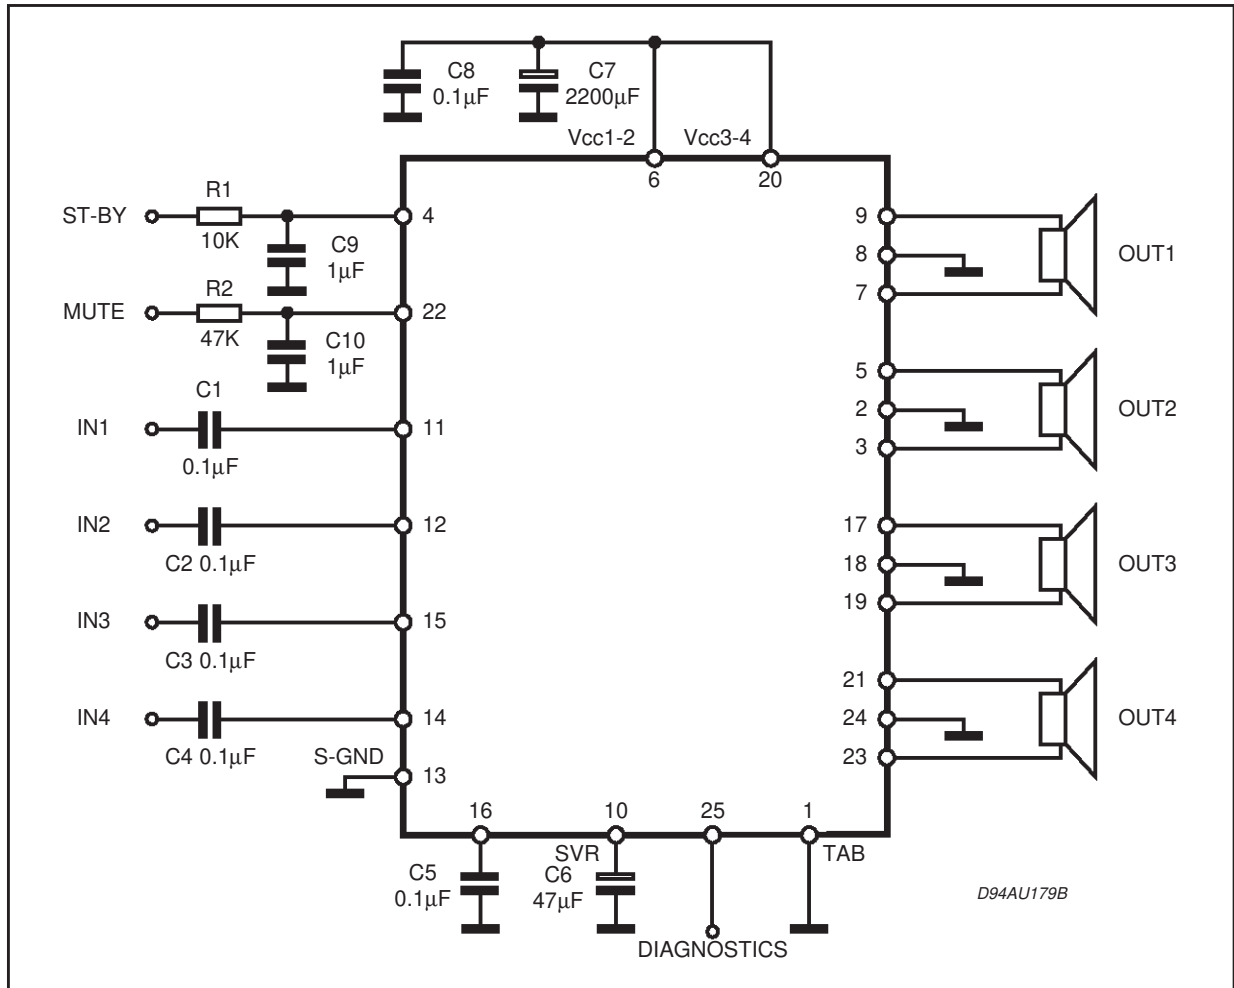 C8
0.1µF
C7
2200µF
Vcc1-2
Vcc3-4
6
20
ST-BY
R1
10K
C9
1µF
4
MUTE
R2
47K
C10
1µF
22
IN1
C1
0.1µF
11
IN2
C2 0.1µF
12
IN3
C3 0.1µF
15
IN4
C4 0.1µF
14
S-GND
13
9
8
7
OUT1
5
2
3
OUT2
17
18
19
OUT3
21
24
23
OUT4
16
C5
0.1µF
10
SVR
C6
47µF
25
DIAGNOSTICS
1
TAB
D94AU179B